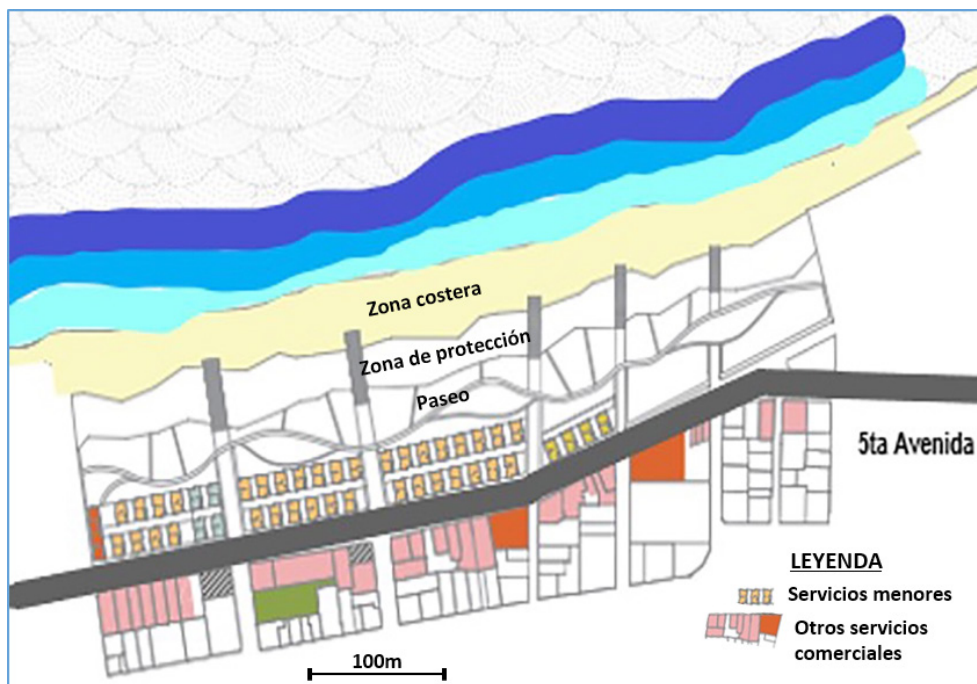 Zona costera
Zona de protección
Paseo
5ta Avenida
LEYENDA
Servicios menores
Otros servicios
comerciales
100m